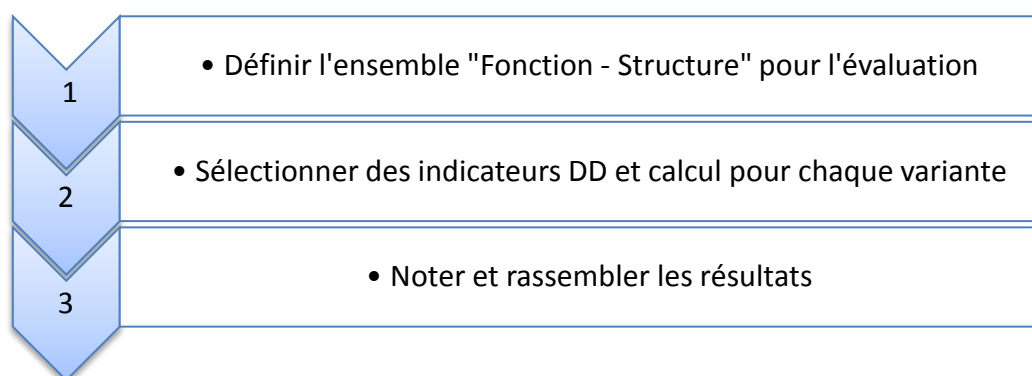 1
• Définir l'ensemble "Fonction - Structure" pour l'évaluation
2
• Sélectionner des indicateurs DD et calcul pour chaque variante
3
• Noter et rassembler les résultats